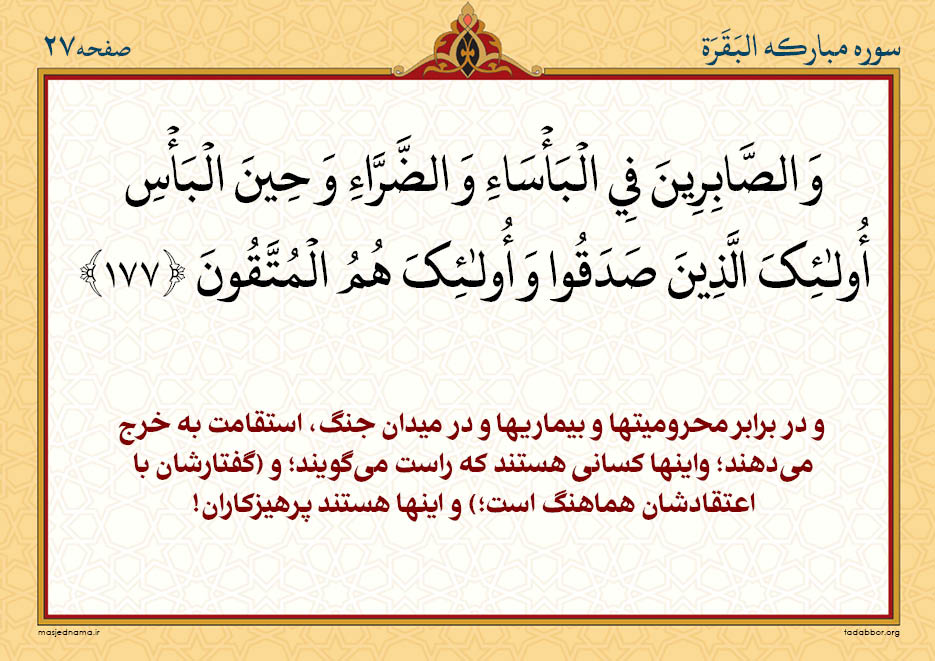 سوره مبارکه البَقَرَة
صفحه۲۷
وَ الصَّابِرِينَ فِي الْبَأْسَاءِ وَ الضَّرَّاءِ وَ حِينَ الْبَأْسِ
أُولٰئِکَ الَّذِينَ صَدَقُوا وَ أُولٰئِکَ هُمُ الْمُتَّقُونَ ﴿۱۷۷﴾
و در برابر محرومیتها و بیماریها و در میدان جنگ، استقامت به خرج
می‌دهند؛ واینها کسانی هستند که راست می‌گویند؛ و (گفتارشان با
اعتقادشان هماهنگ است؛) و اینها هستند پرهیزکاران!
masjednama.ir
tadabbor.org